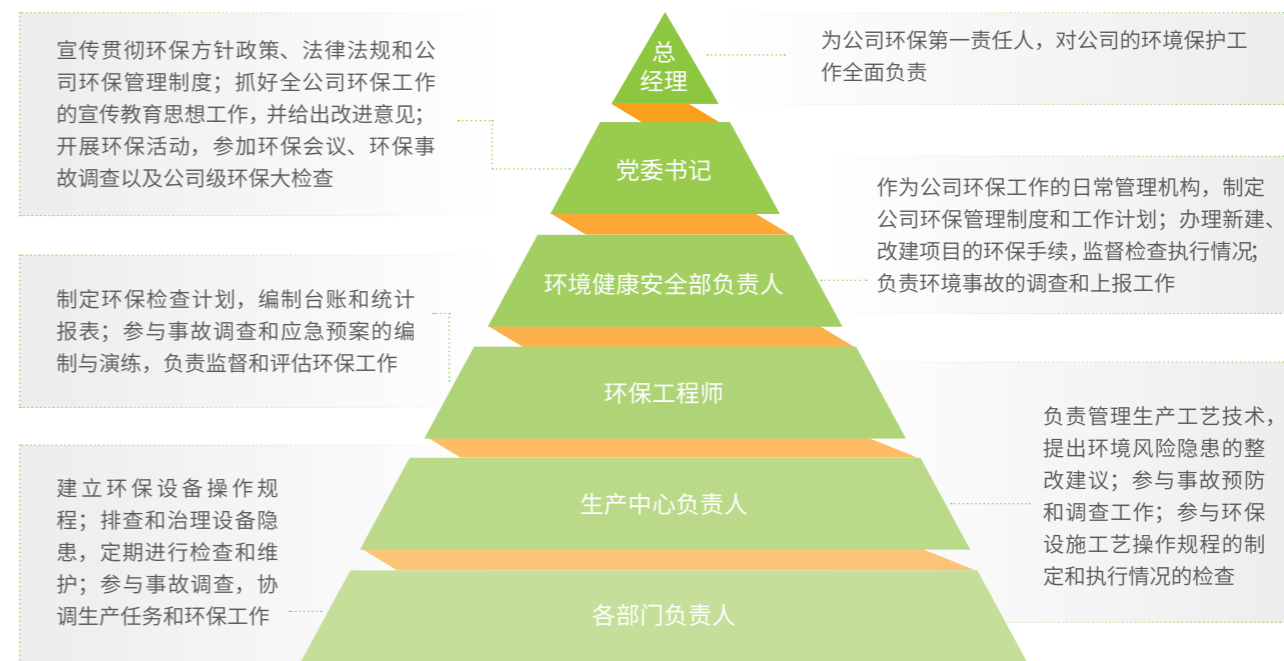 总
经理
为公司环保第一责任人，对公司的环境保护工
作全面负责
宣传贯彻环保方针政策、法律法规和公
司环保管理制度；抓好全公司环保工作
的宣传教育思想工作，并给出改进意见；
开展环保活动，参加环保会议、环保事
故调查以及公司级环保大检查
党委书记
作为公司环保工作的日常管理机构，制定
公司环保管理制度和工作计划；办理新建、
改建项目的环保手续，监督检查执行情况；
负责环境事故的调查和上报工作
环境健康安全部负责人
制定环保检查计划，编制台账和统计
报表；参与事故调查和应急预案的编
制与演练，负责监督和评估环保工作
环保工程师
负责管理生产工艺技术，
提出环境风险隐患的整
改建议；参与事故预防
和调查工作；参与环保
设施工艺操作规程的制
定和执行情况的检查
生产中心负责人
建立环保设备操作规
程；排查和治理设备隐
患，定期进行检查和维
护；参与事故调查，协
调生产任务和环保工作
各部门负责人